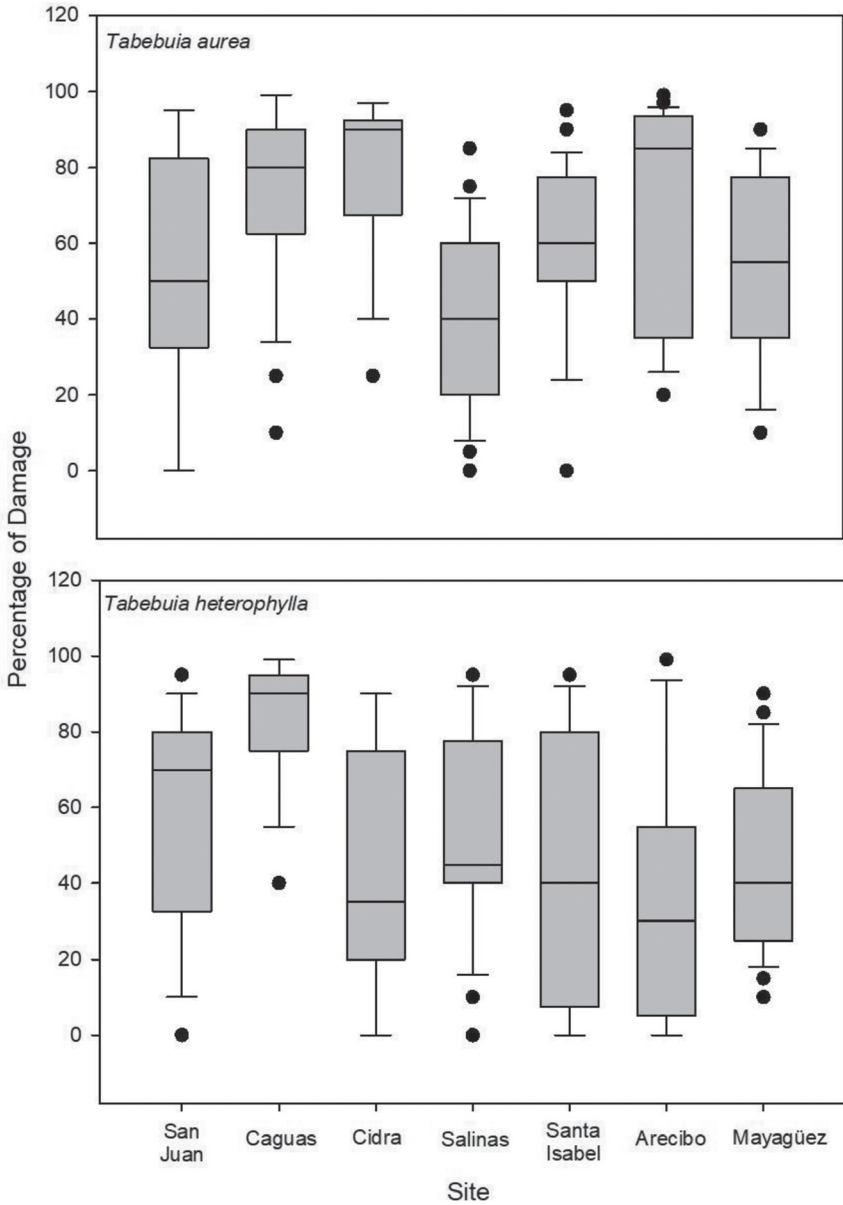 120
Tabebuia aurea
100
80
60
40
20
0
120
Tabebuia heterophylla
100
80
60
40
20
0
Percentage of Damage
San Juan
Caguas
Cidra
Salinas
Santa Isabel
Arecibo
Mayagüez
Site